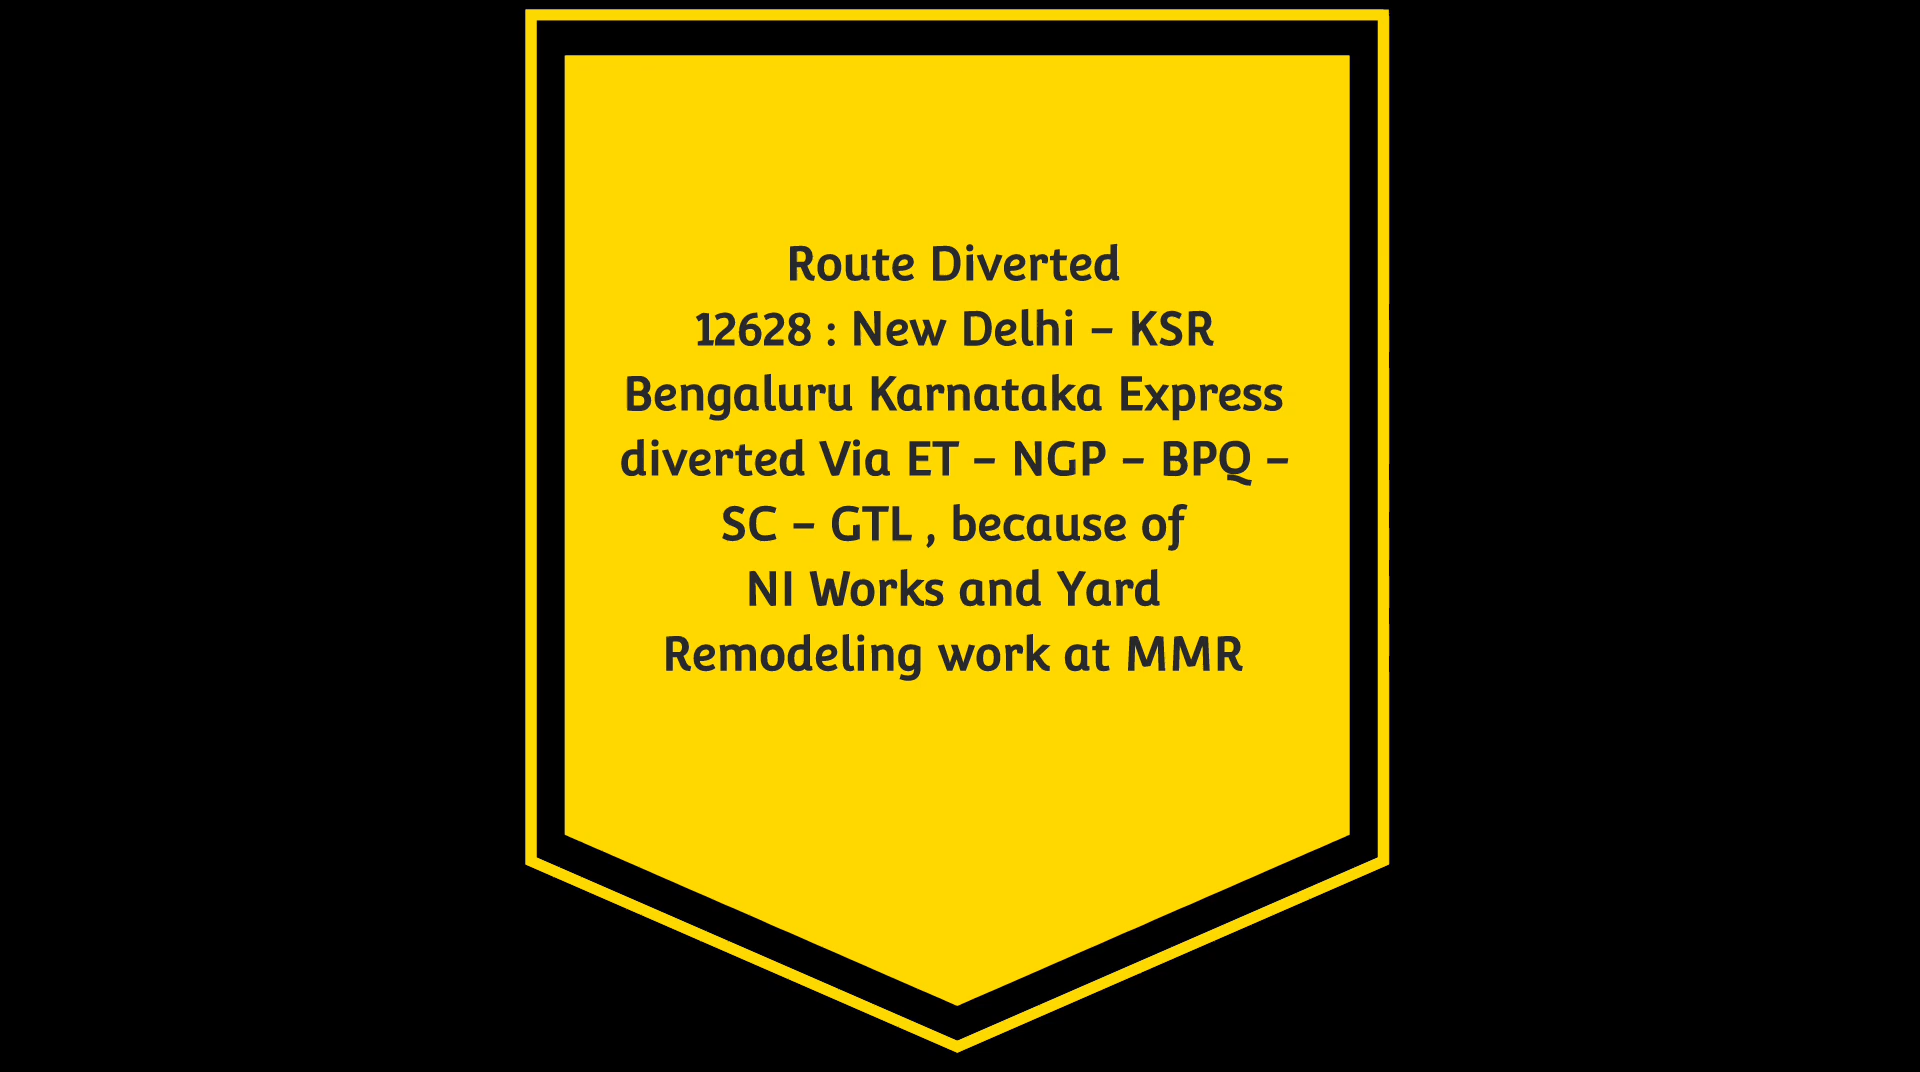 Route Diverted
12628 : New Delhi – KSR
Bengaluru Karnataka Express
diverted Via ET – NGP – BPQ –
SC – GTL , because of
NI Works and Yard
Remodeling work at MMR